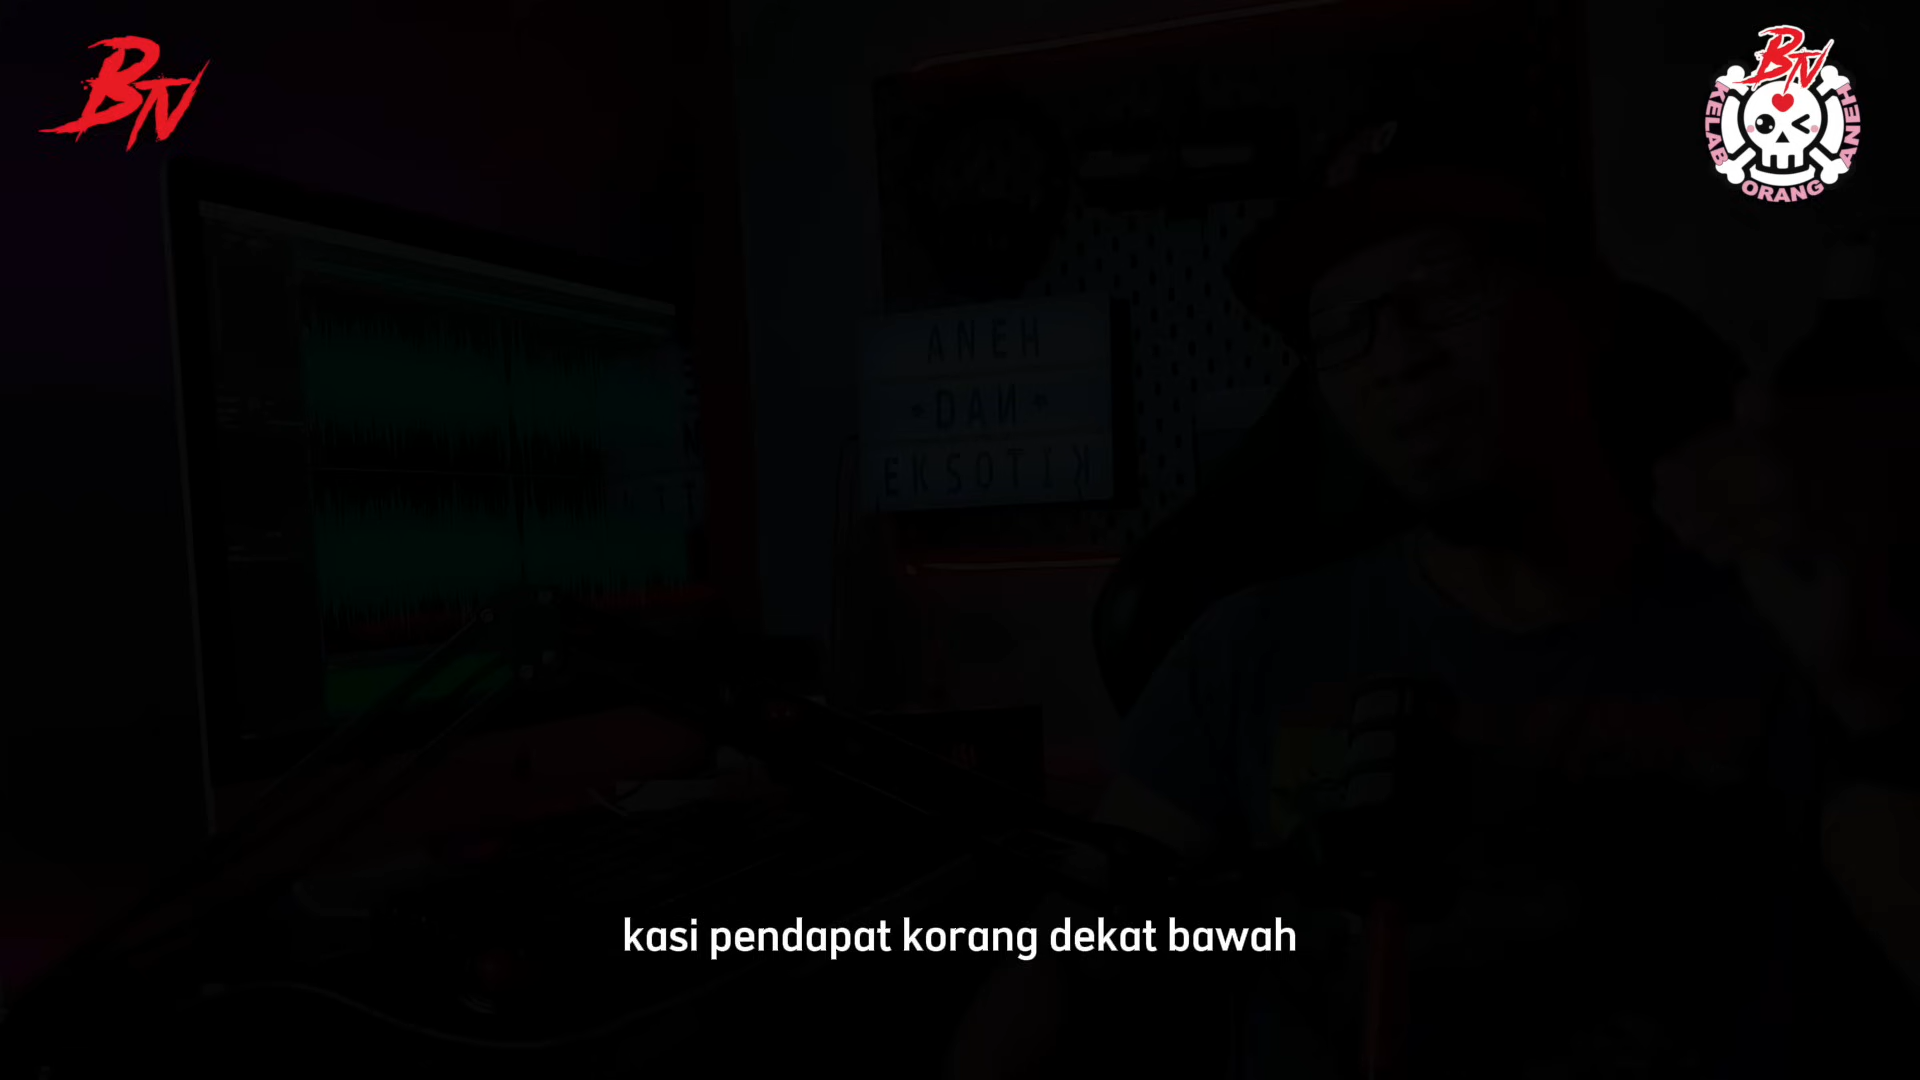 BN
BN
KELAB ORANG ANEH
ANEH
-DAN-
EKSOTIK
kasi pendapat korang dekat bawah